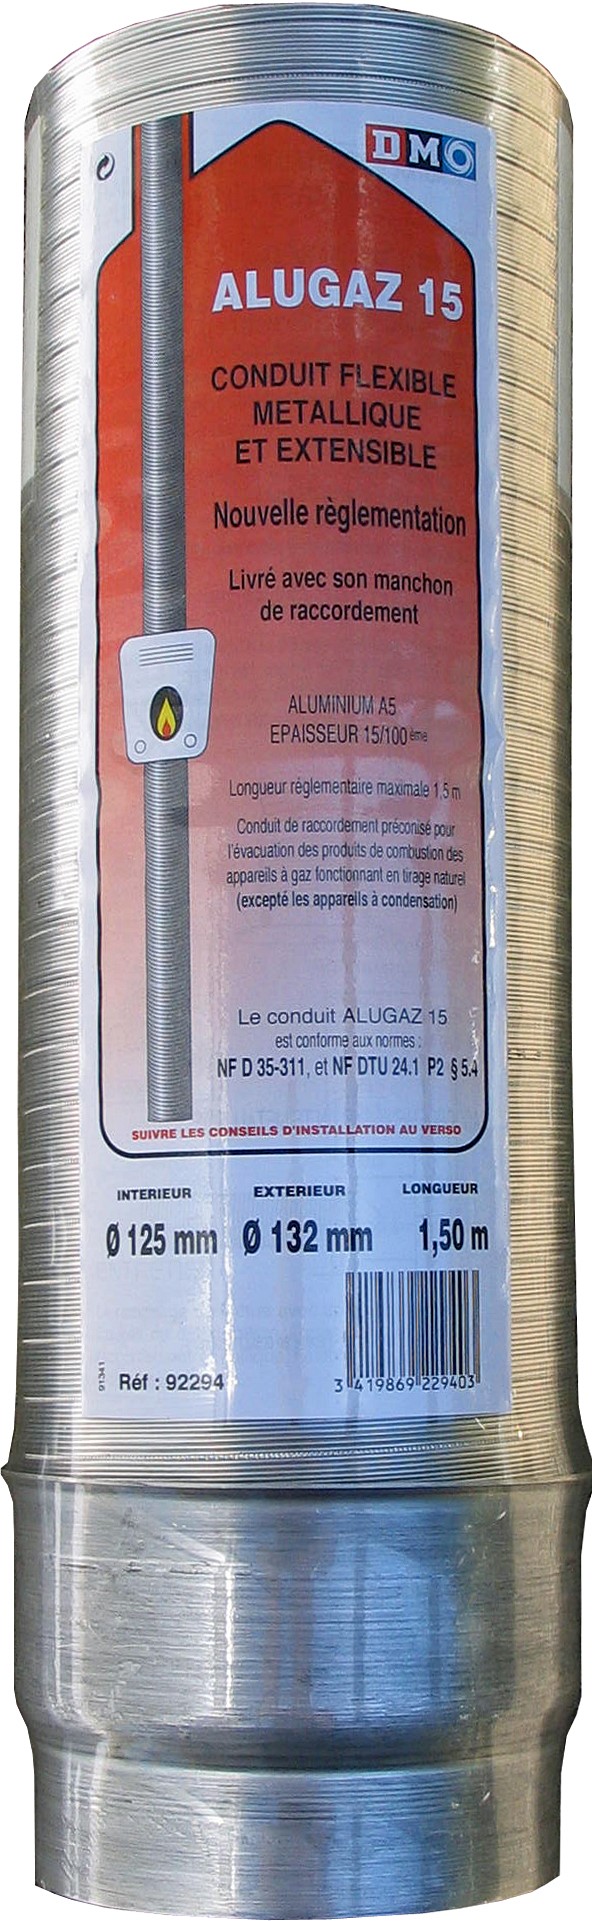 DMO
ALUGAZ 15
CONDUIT FLEXIBLE
METALLIQUE
ET EXTENSIBLE
Nouvelle règlementation
Livré avec son manchon
de raccordement
ALUMINIUM A5
EPAISSEUR 15/100ème
Longueur réglementaire maximale 1,5 m
Conduit de raccordement préconisé pour
l'évacuation des produits de combustion des
appareils à gaz fonctionnant en tirage naturel
(excepté les appareils à condensation)
Le conduit ALUGAZ 15
est conforme aux normes :
NF D 35-311, et NF DTU 24.1 P2 § 5.4
SUIVRE LES CONSEILS D'INSTALLATION AU VERSO
INTERIEUR EXTERIEUR LONGUEUR
Ø 125 mm Ø 132 mm 1,50 m
91341
Réf : 92294
3 419869 229403